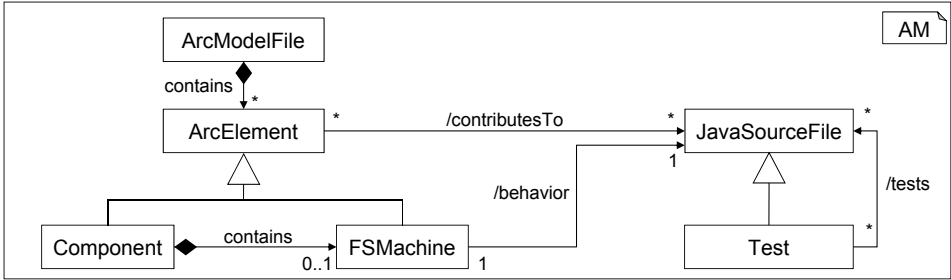 AM
ArcModelFile
contains
*
ArcElement
*
/contributesTo
*
JavaSourceFile
*
1
/behavior
/tests
Component
contains
0..1
FSMachine
1
Test
*